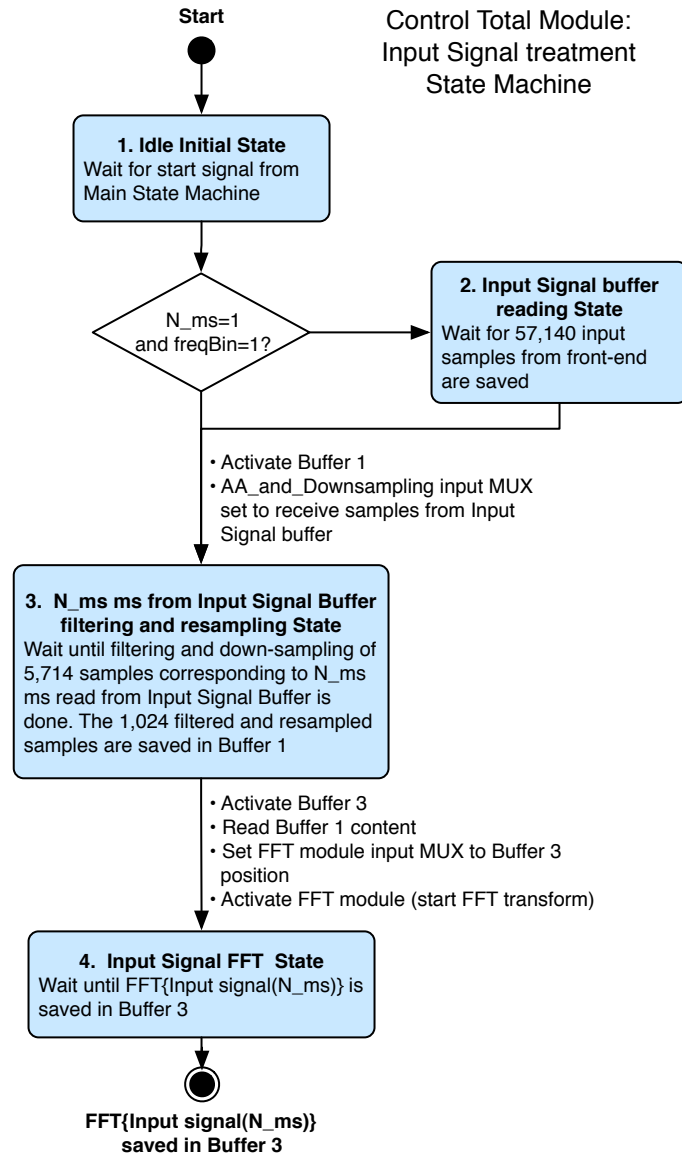 Start
Control Total Module:
Input Signal treatment
State Machine
1. Idle Initial State
Wait for start signal from
Main State Machine
N_ms=1
and freqBin=1?
2. Input Signal buffer
reading State
Wait for 57,140 input
samples from front-end
are saved
• Activate Buffer 1
• AA_and_Downsampling input MUX
set to receive samples from Input
Signal buffer
3. N_ms ms from Input Signal Buffer
filtering and resampling State
Wait until filtering and down-sampling of
5,714 samples corresponding to N_ms
ms read from Input Signal Buffer is
done. The 1,024 filtered and resampled
samples are saved in Buffer 1
• Activate Buffer 3
• Read Buffer 1 content
• Set FFT module input MUX to Buffer 3
position
• Activate FFT module (start FFT transform)
4. Input Signal FFT State
Wait until FFT{Input signal(N_ms)} is
saved in Buffer 3
FFT{Input signal(N_ms)}
saved in Buffer 3